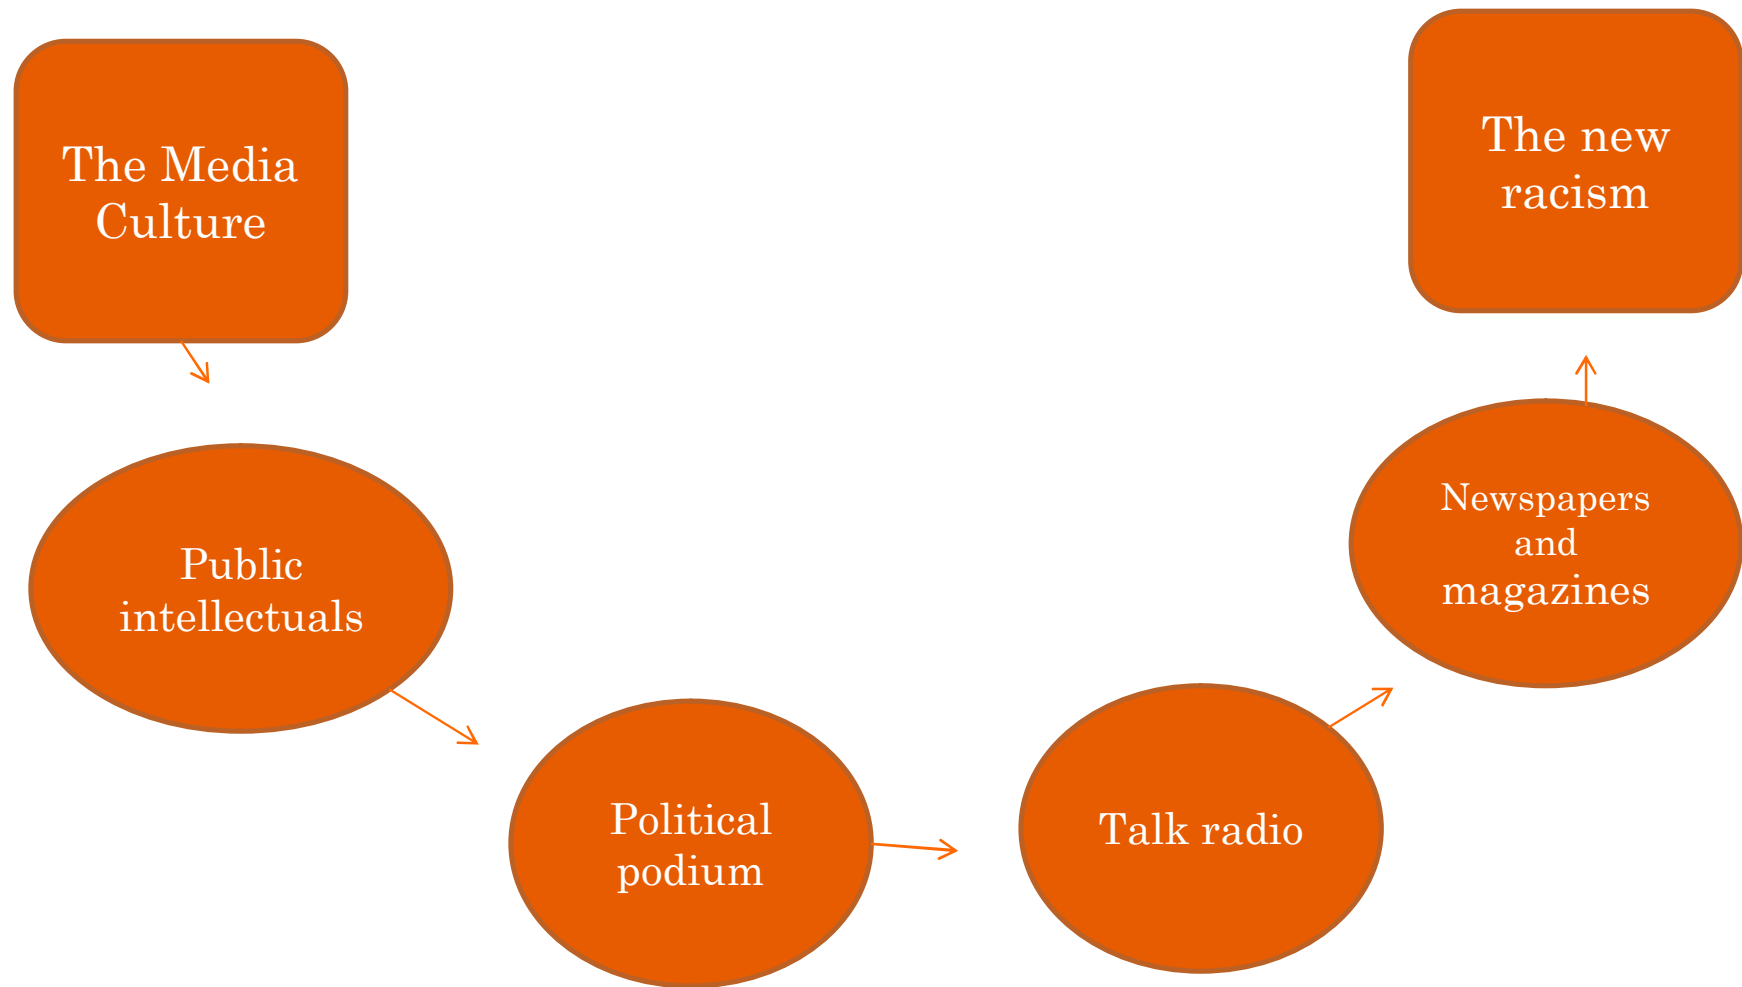 The Media
Culture
Public
intellectuals
Political
podium
Talk radio
Newspapers
and
magazines
The new
racism